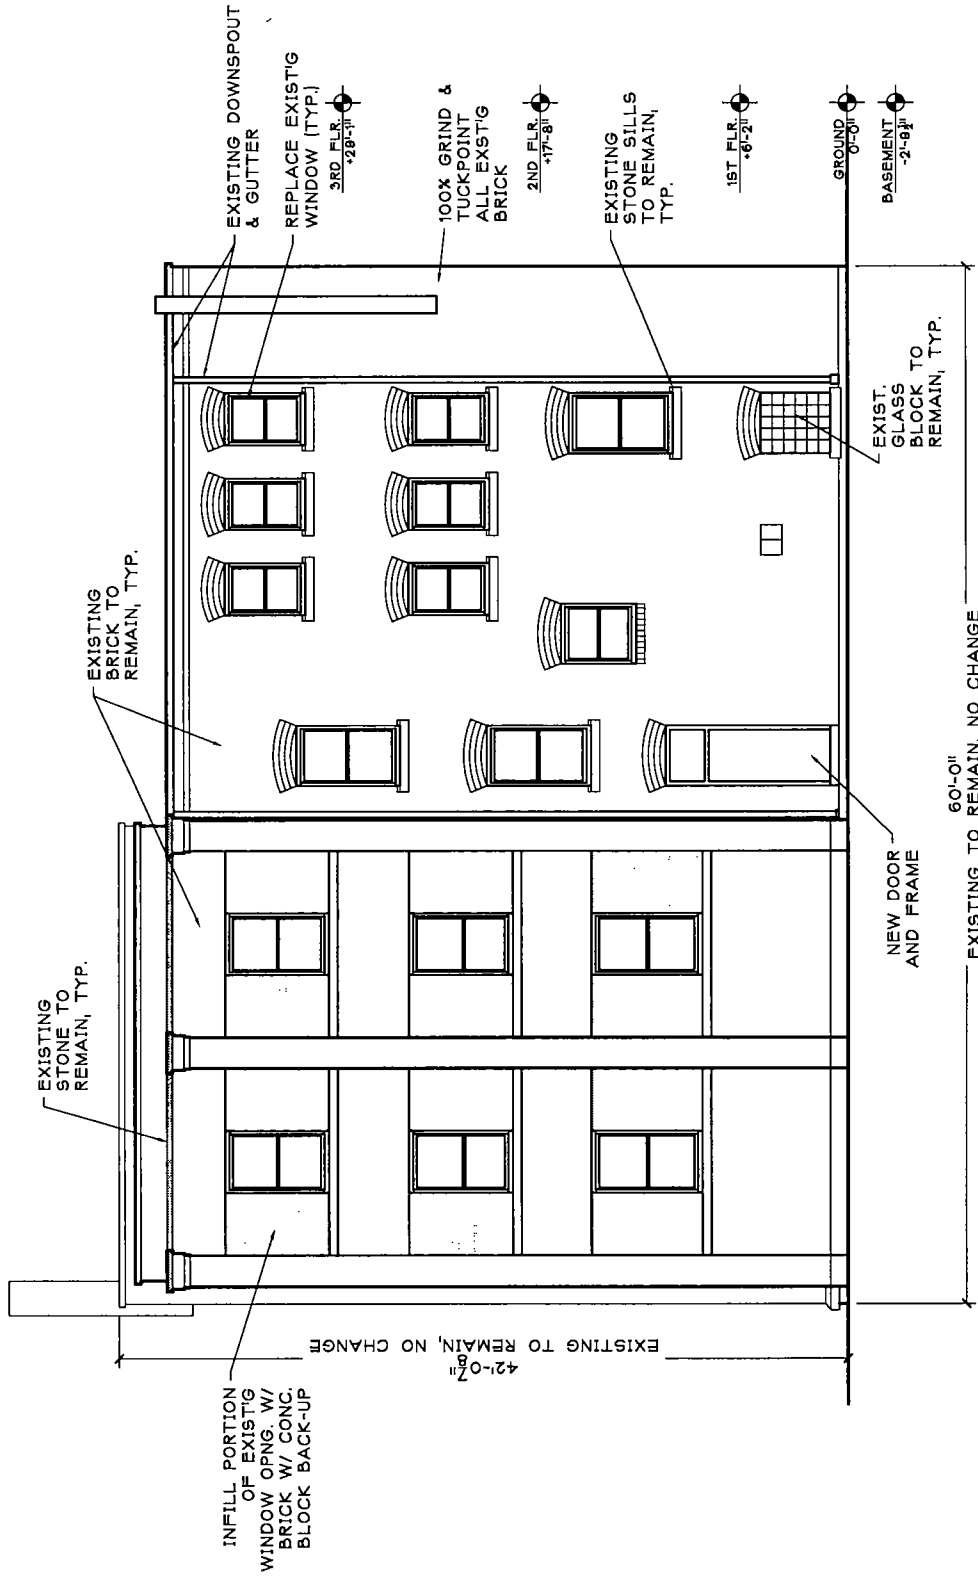 EXISTING DOWNSPOUT
& GUTTER
REPLACE EXIST'G
WINDOW (TYP.)
3RD FLR.
+29'-1"
100% GRIND &
TUCKPOINT
ALL EXST'G
BRICK
2ND FLR.
+17'-8"
EXISTING
STONE SILLS
TO REMAIN,
TYP.
1ST FLR.
+6'-2"
GROUND
0'-0"
BASEMENT
-2'-9½"
EXISTING
BRICK TO
REMAIN, TYP.
EXIST.
GLASS
BLOCK TO
REMAIN, TYP.
EXISTING
STONE TO
REMAIN, TYP.
NEW DOOR
AND FRAME
60'-0"
EXISTING TO REMAIN, NO CHANGE
42'-0⅞"
EXISTING TO REMAIN, NO CHANGE
INFILL PORTION
OF EXIST'G
WINDOW OPNG. W/
BRICK W/ CONC.
BLOCK BACK-UP